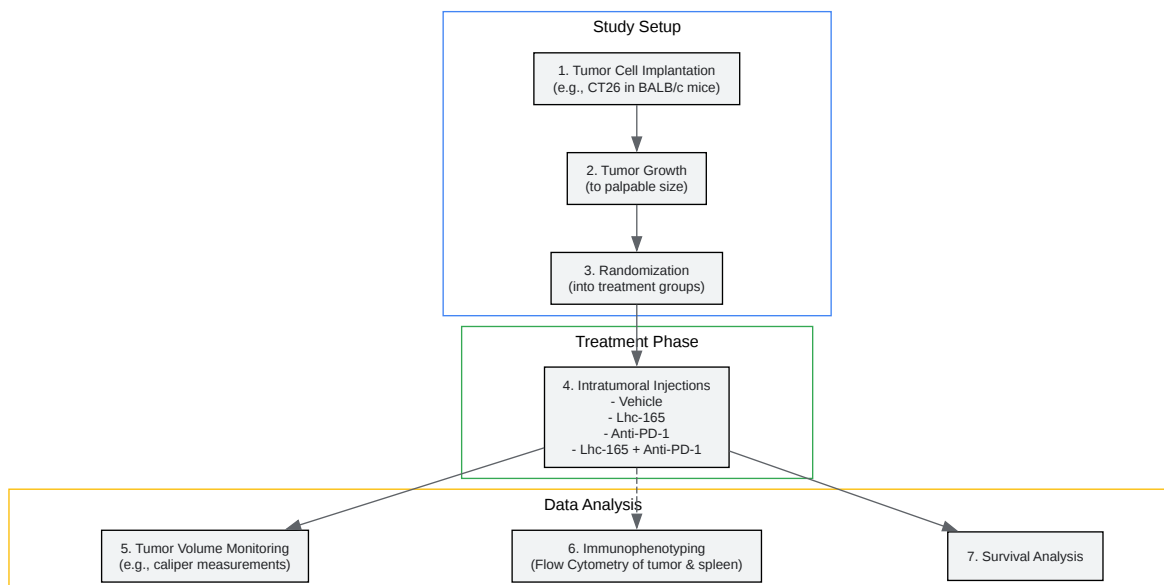 Study Setup
1. Tumor Cell Implantation
(e.g., CT26 in BALB/c mice)
2. Tumor Growth
(to palpable size)
3. Randomization
(into treatment groups)
Treatment Phase
4. Intratumoral Injections
- Vehicle
- Lhc-165
- Anti-PD-1
- Lhc-165 + Anti-PD-1
Data Analysis
5. Tumor Volume Monitoring
(e.g., caliper measurements)
6. Immunophenotyping
(Flow Cytometry of tumor & spleen)
7. Survival Analysis